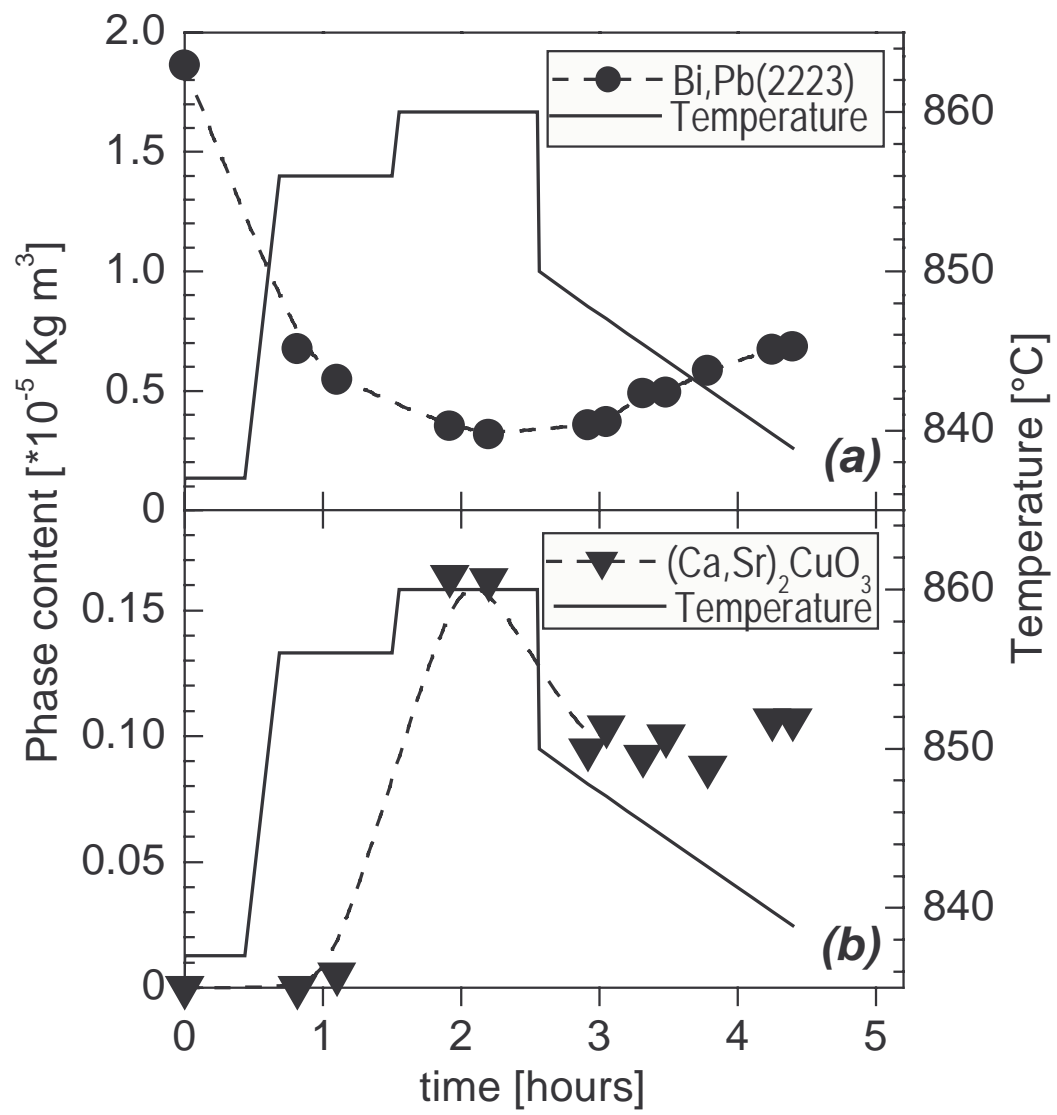 2.0
1.5
1.0
0.5
0
Bi,Pb(2223)
Temperature
860
850
840
(a)
Phase content [*10⁻⁵ Kg m³]
Temperature [°C]
0.15
0.10
0.05
0
(Ca,Sr)₂CuO₃
Temperature
860
850
840
(b)
0 1 2 3 4 5
time [hours]